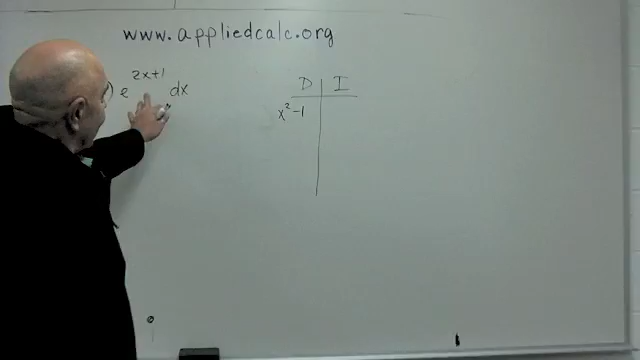 www.appliedcalc.org
) e^{2x+1} dx
D | I
x² -1